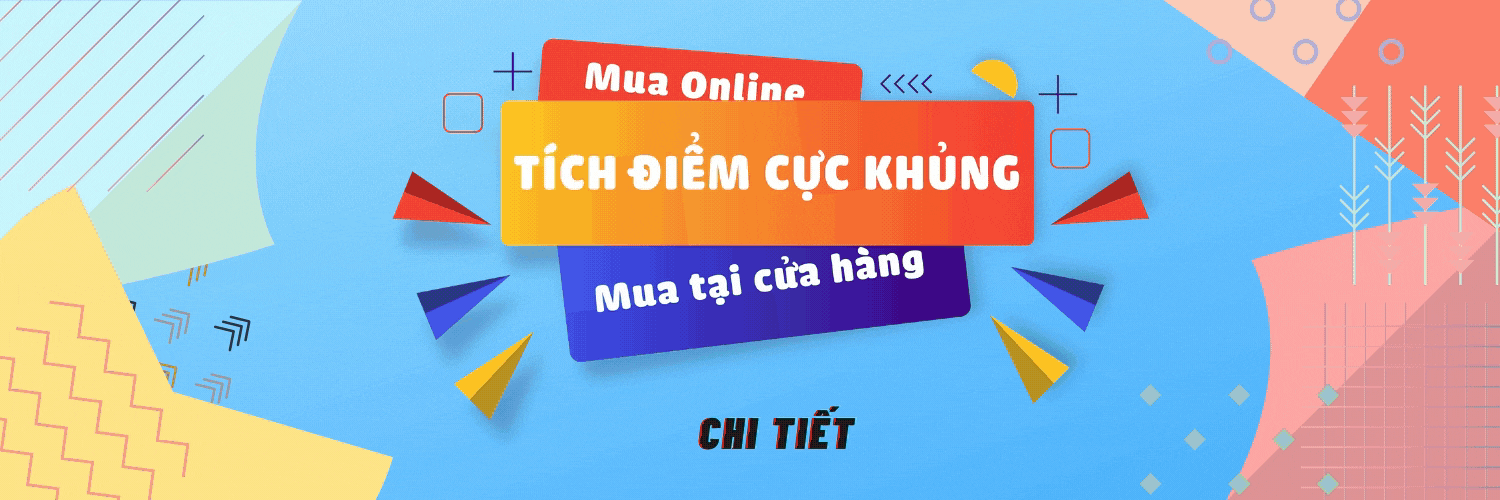 Mua Online
TÍCH ĐIỂM CỰC KHỦNG
Mua tại cửa hàng
CHI TIẾT